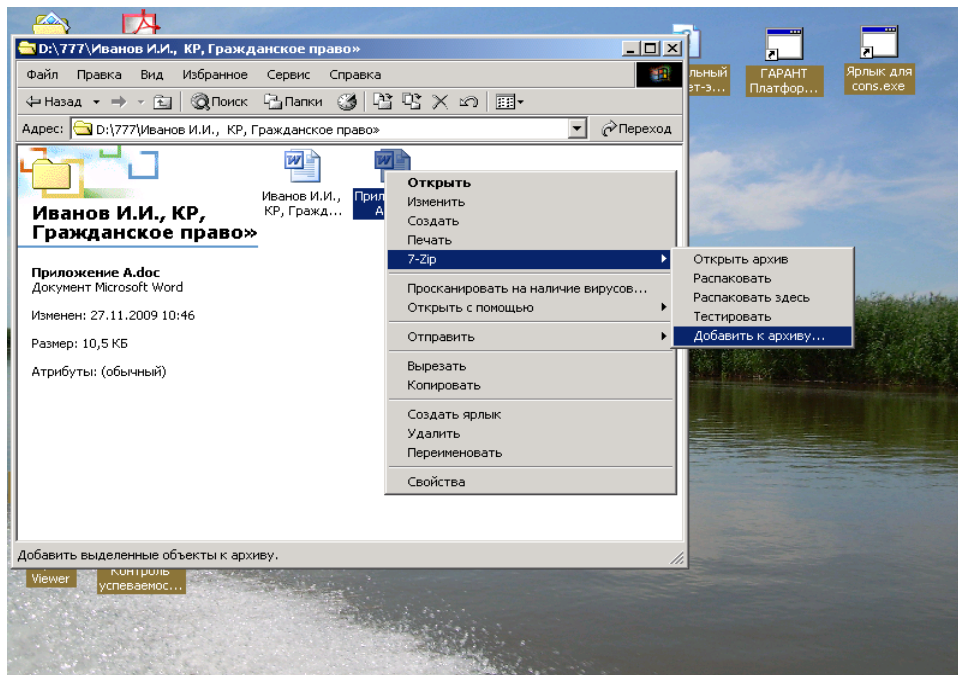 D:\777\Иванов И.И.,  КР, Гражданское право»
Файл Правка Вид Избранное Сервис Справка
Назад Поиск Папки
Адрес: D:\777\Иванов И.И.,  КР, Гражданское право» Переход
ГАРАНТ
Платфор...
Ярлык для
cons.exe
льный
ет-э...
Иванов И.И., КР,
Гражданское право»
Приложение A.doc
Документ Microsoft Word
Изменен: 27.11.2009 10:46
Размер: 10,5 КБ
Атрибуты: (обычный)
Иванов И.И.,
КР, Гражд...
Прил
A
Открыть
Изменить
Создать
Печать
7-Zip
Просканировать на наличие вирусов...
Открыть с помощью
Отправить
Вырезать
Копировать
Создать ярлык
Удалить
Переименовать
Свойства
Открыть архив
Распаковать
Распаковать здесь
Тестировать
Добавить к архиву...
Добавить выделенные объекты к архиву.
Viewer
Контроль
успеваемос...